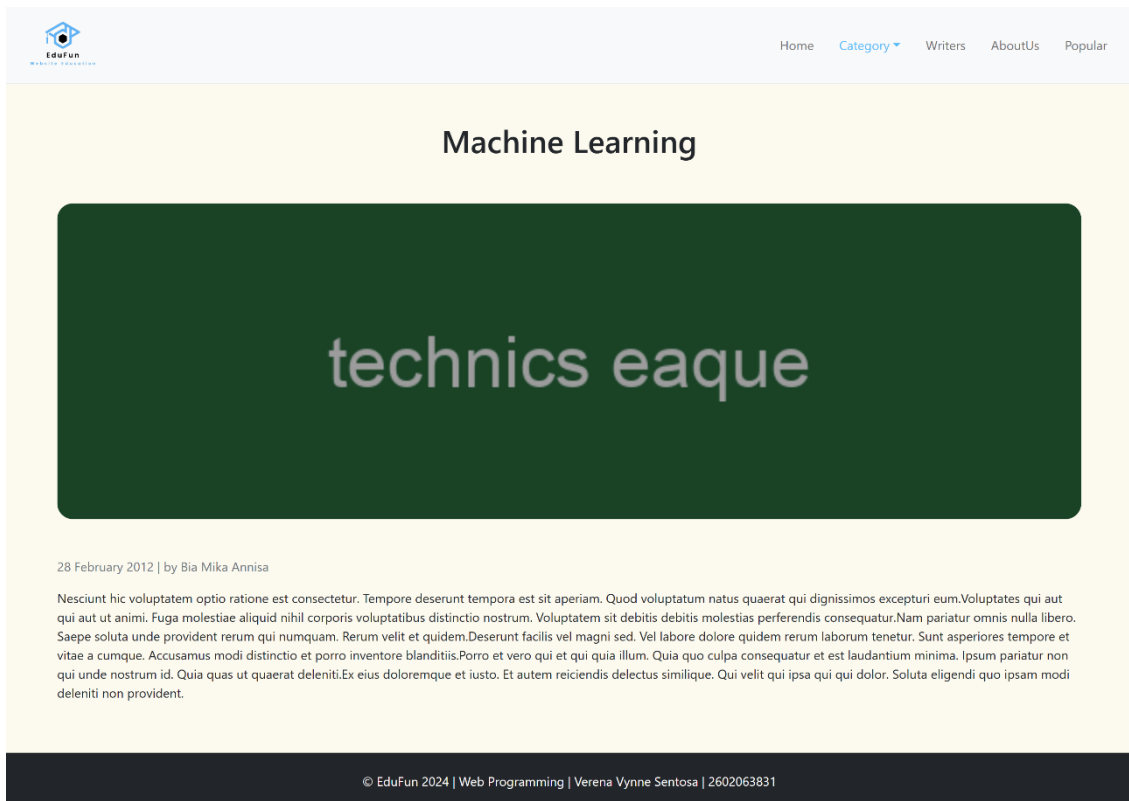 EduFun
Website Education
Home Category Writers AboutUs Popular
Machine Learning
technics eaque
28 February 2012 | by Bia Mika Annisa
Nesciunt hic voluptatem optio ratione est consectetur. Tempore deserunt tempora est sit aperiam. Quod voluptatum natus quaerat qui dignissimos excepturi eum.Voluptates qui aut
qui aut ut animi. Fuga molestiae aliquid nihil corporis voluptatibus distinctio nostrum. Voluptatem sit debitis debitis molestias perferendis consequatur.Nam pariatur omnis nulla libero.
Saepe soluta unde provident rerum qui numquam. Rerum velit et quidem.Deserunt facilis vel magni sed. Vel labore dolore quidem rerum laborum tenetur. Sunt asperiores tempore et
vitae a cumque. Accusamus modi distinctio et porro inventore blanditiis.Porro et vero qui et qui quia illum. Quia quo culpa consequatur et est laudantium minima. Ipsum pariatur non
qui unde nostrum id. Quia quas ut quaerat deleniti.Ex eius doloremque et iusto. Et autem reiciendis delectus similique. Qui velit qui ipsa qui qui dolor. Soluta eligendi quo ipsam modi
deleniti non provident.
© EduFun 2024 | Web Programming | Verena Vynne Sentosa | 2602063831